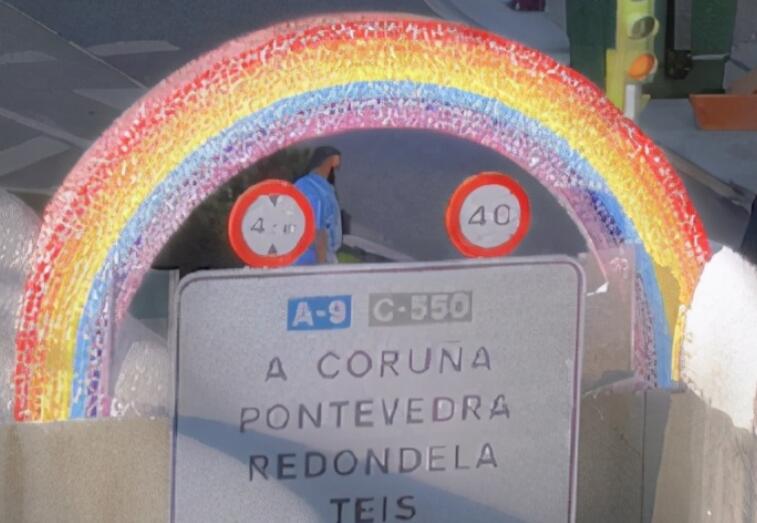 40
A-9 C-550
A CORUÑA
PONTEVEDRA
REDONDELA
TEIS